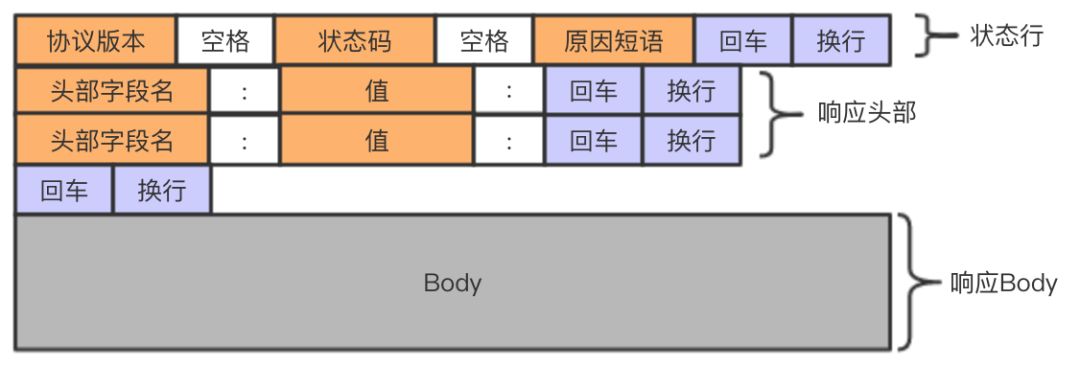 协议版本 空格 状态码 空格 原因短语 回车 换行 状态行
头部字段名 : 值 : 回车 换行
响应头部
头部字段名 : 值 : 回车 换行
回车 换行
Body 响应Body